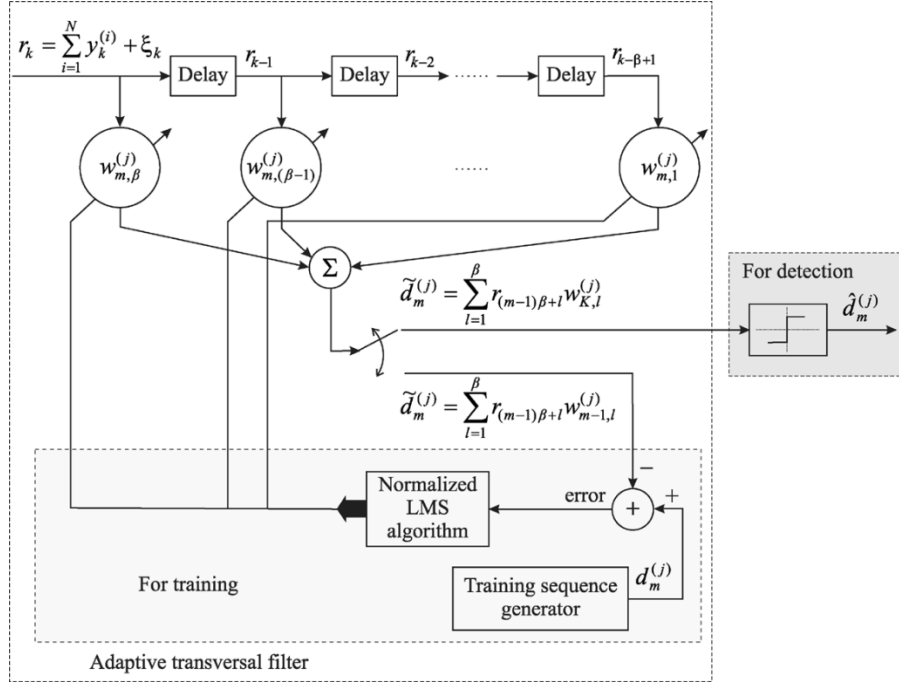 r_k = \sum_{i=1}^{N} y_k^{(i)} + \xi_k
Delay
r_{k-1}
Delay
r_{k-2}
......
Delay
r_{k-β+1}
w_{m,β}^{(j)}
w_{m,(β-1)}^{(j)}
......
w_{m,1}^{(j)}
Σ
\tilde{d}_m^{(j)} = \sum_{l=1}^{β} r_{(m-1)β+l} w_{K,l}^{(j)}
For detection
\hat{d}_m^{(j)}
\tilde{d}_m^{(j)} = \sum_{l=1}^{β} r_{(m-1)β+l} w_{m-1,l}^{(j)}
−
Normalized
LMS
algorithm
error
+
+
For training
Training sequence
generator
d_m^{(j)}
Adaptive transversal filter